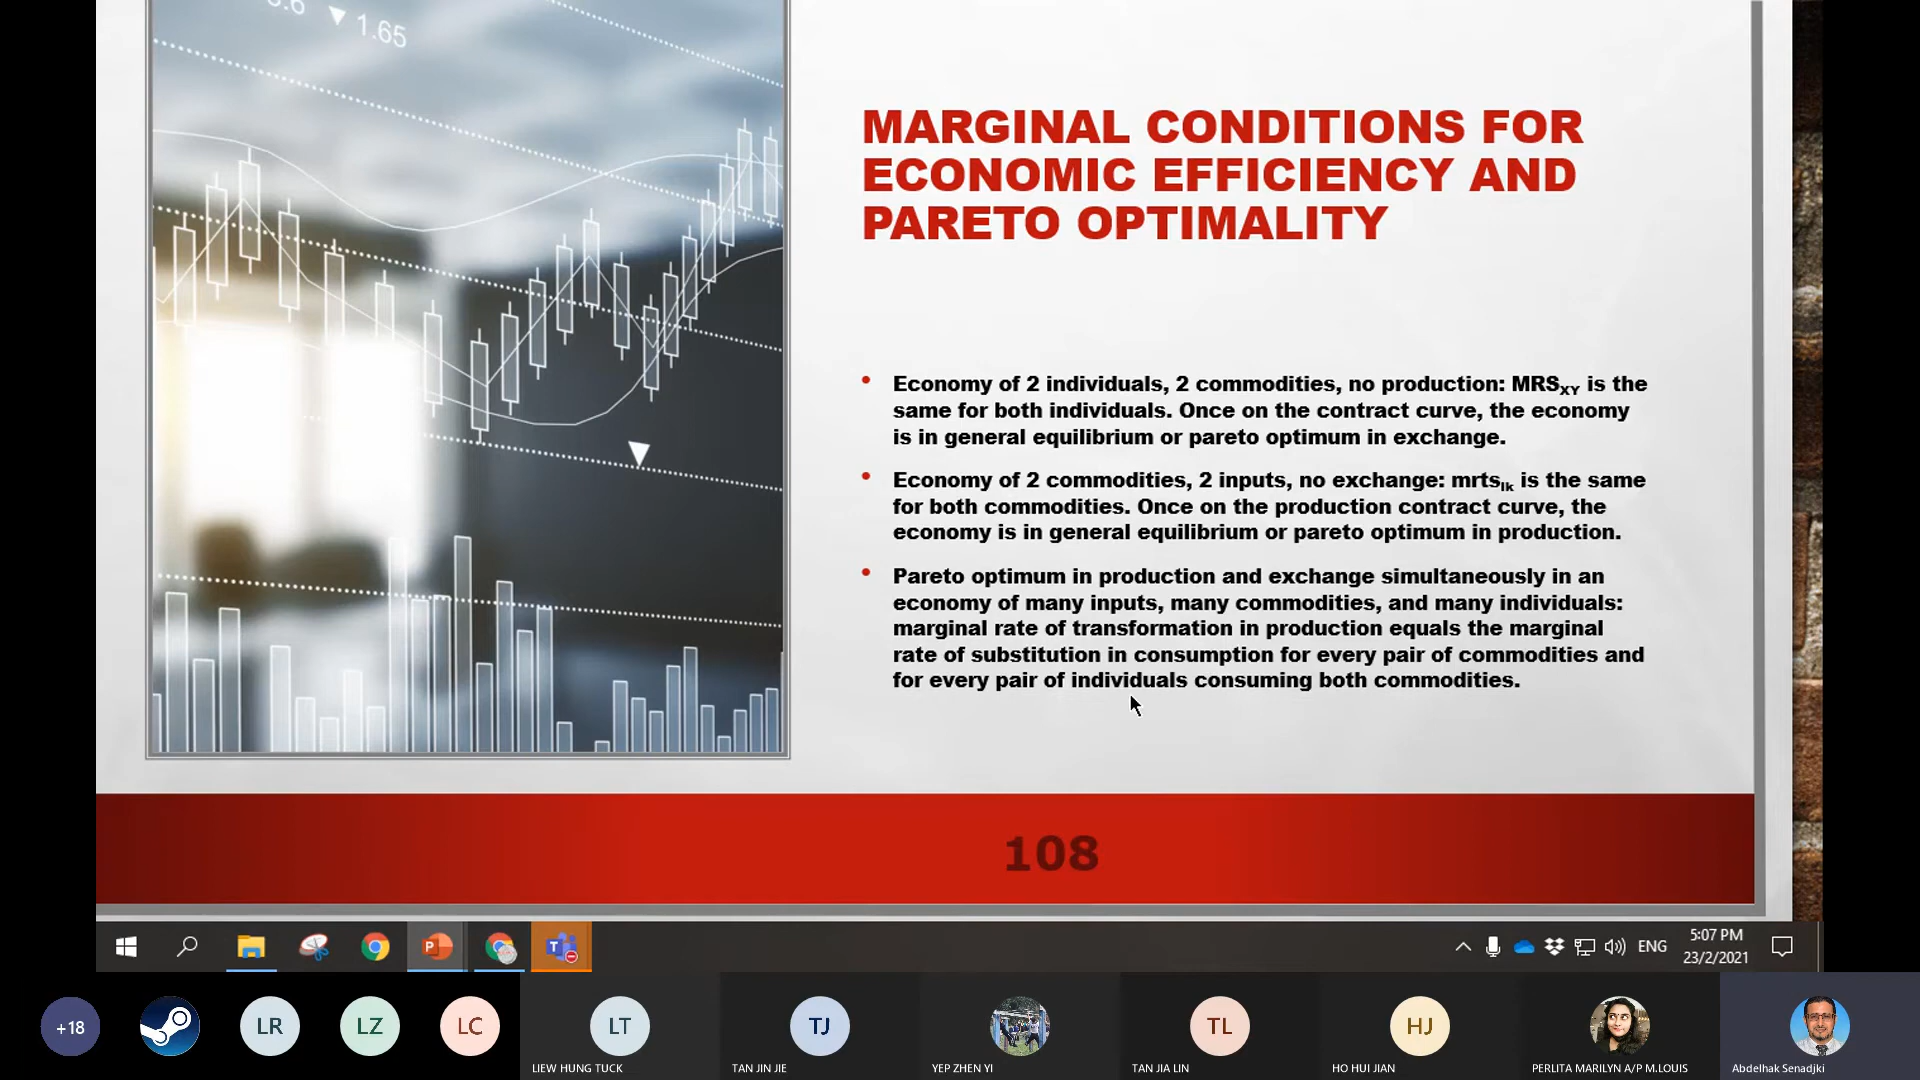 ▼ 1.65
MARGINAL CONDITIONS FOR
ECONOMIC EFFICIENCY AND
PARETO OPTIMALITY
• Economy of 2 individuals, 2 commodities, no production: MRSXY is the
same for both individuals. Once on the contract curve, the economy
is in general equilibrium or pareto optimum in exchange.
• Economy of 2 commodities, 2 inputs, no exchange: mrtslk is the same
for both commodities. Once on the production contract curve, the
economy is in general equilibrium or pareto optimum in production.
• Pareto optimum in production and exchange simultaneously in an
economy of many inputs, many commodities, and many individuals:
marginal rate of transformation in production equals the marginal
rate of substitution in consumption for every pair of commodities and
for every pair of individuals consuming both commodities.
108
ENG
5:07 PM
23/2/2021
+18
LR
LZ
LC
LT
TJ
TL
HJ
LIEW HUNG TUCK
TAN JIN JIE
YEP ZHEN YI
TAN JIA LIN
HO HUI JIAN
PERLITA MARILYN A/P M.LOUIS
Abdelhak Senadjki